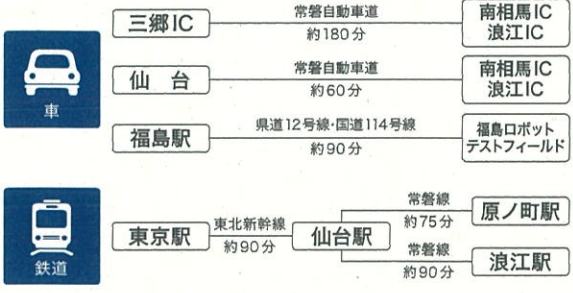 車
三郷IC
常磐自動車道
約180分
南相馬IC
浪江IC
仙台
常磐自動車道
約60分
南相馬IC
浪江IC
福島駅
県道12号線・国道114号線
約90分
福島ロボット
テストフィールド
鉄道
東京駅
東北新幹線
約90分
仙台駅
常磐線
約75分
原ノ町駅
常磐線
約90分
浪江駅